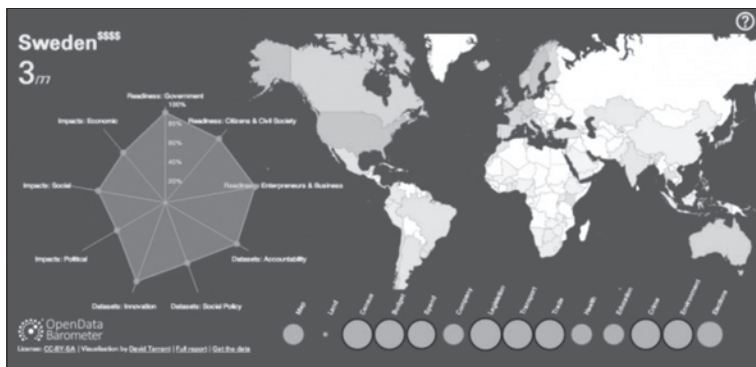 Sweden$$$$
3/77
Readiness: Government
100%
80%
60%
40%
20%
Readiness: Citizens & Civil Society
Readiness: Enterpreneurs & Business
Datasets: Accountability
Datasets: Social Policy
Datasets: Innovation
Impacts: Political
Impacts: Social
Impacts: Economic
Map
Land
Census
Budget
Spend
Company
Legislation
Transport
Trade
Health
Education
Crime
Environment
Elections
OpenData
Barometer
License: CC-BY-SA | Visualisation by David Tarrant | Full report | Get the data
?